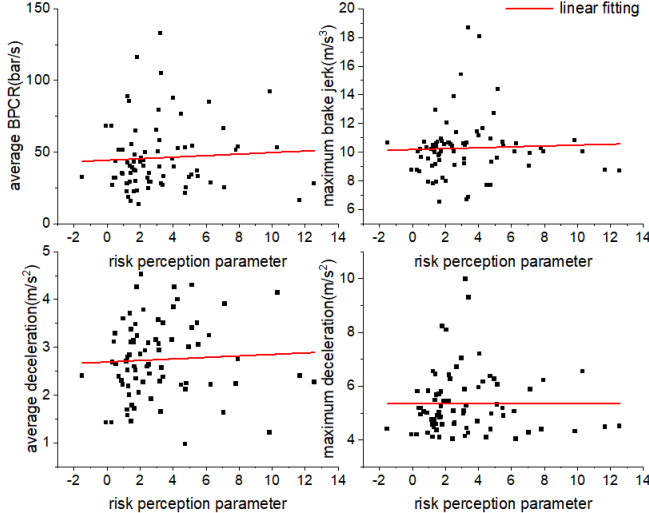 linear fitting
average BPCR(bar/s)
150
100
50
0
-2 0 2 4 6 8 10 12 14
risk perception parameter
maximum brake jerk(m/s³)
20
18
16
14
12
10
8
6
-2 0 2 4 6 8 10 12 14
risk perception parameter
average deceleration(m/s²)
5
4
3
2
1
-2 0 2 4 6 8 10 12 14
risk perception parameter
maximum deceleration(m/s²)
10
8
6
4
-2 0 2 4 6 8 10 12 14
risk perception parameter